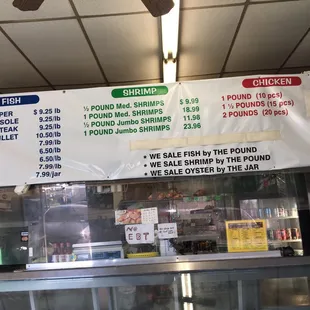 FISH
SHRIMP
CHICKEN
PER $ 9.25 lb
SOLE 9.25 lb
STEAK 9.25 lb
LLET 10.50 lb
7.99/lb
6.50/lb
6.50/lb
7.99/lb
7.99/jar
½ POUND Med. SHRIMPS $ 9.99
1 POUND Med. SHRIMPS 18.99
½ POUND Jumbo SHRIMPS 11.98
1 POUND Jumbo SHRIMPS 23.96
1 POUND (10 pcs)
1 ½ POUNDS (15 pcs)
2 POUNDS (20 pcs)
• WE SALE FISH by the POUND
• WE SALE SHRIMP by the POUND
• WE SALE OYSTER by the JAR
EBT